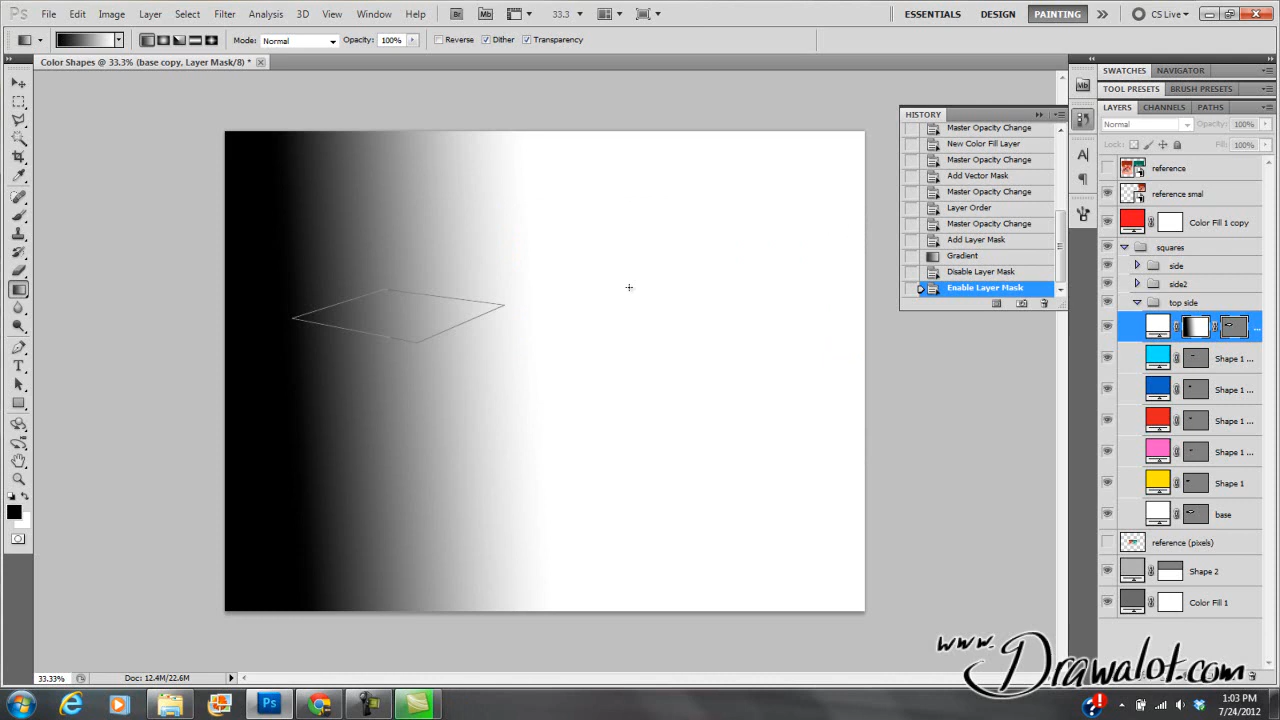 Ps File Edit Image Layer Select Filter Analysis 3D View Window Help Br Mb 33.3 ESSENTIALS DESIGN PAINTING CS Live
Mode: Normal Opacity: 100% Reverse Dither Transparency
Color Shapes @ 33.3% (base copy, Layer Mask/8) *
SWATCHES NAVIGATOR
TOOL PRESETS BRUSH PRESETS
LAYERS CHANNELS PATHS
Normal Opacity: 100%
Lock: Fill: 100%
HISTORY
Master Opacity Change
New Color Fill Layer
Master Opacity Change
Add Vector Mask
Master Opacity Change
Layer Order
Master Opacity Change
Add Layer Mask
Gradient
Disable Layer Mask
Enable Layer Mask
reference
reference smal
Color Fill 1 copy
squares
side
side2
top side
...
Shape 1 ...
Shape 1 ...
Shape 1 ...
Shape 1 ...
Shape 1
base
reference (pixels)
Shape 2
Color Fill 1
33.33% Doc: 12.4M/22.6M
www.
Drawalot.com
Ps
1:03 PM
7/24/2012